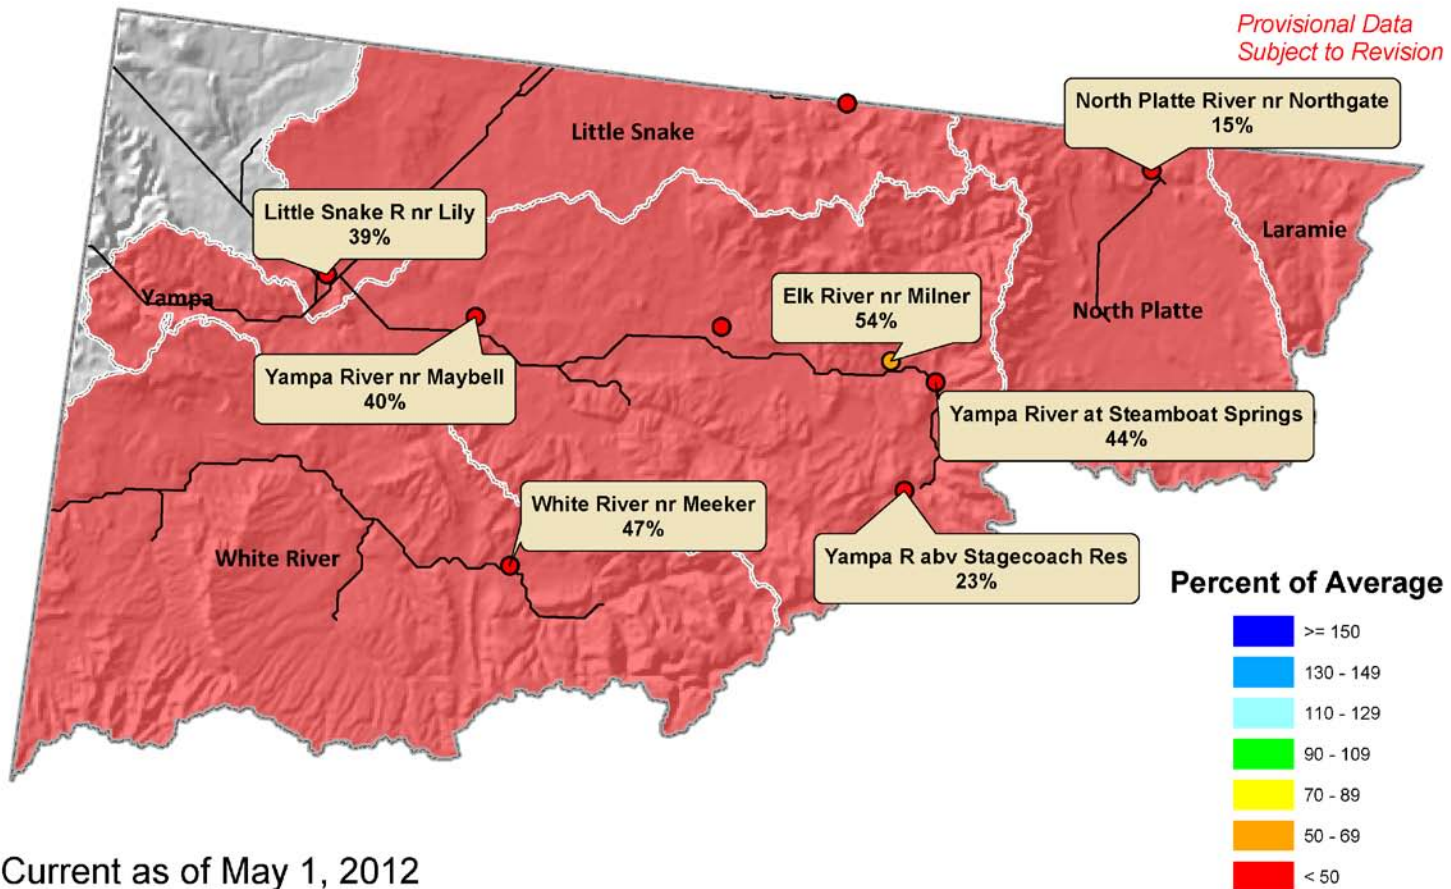 Provisional Data
Subject to Revision
North Platte River nr Northgate
15%
Little Snake
Little Snake R nr Lily
39%
Laramie
Yampa
Elk River nr Milner
54%
North Platte
Yampa River nr Maybell
40%
Yampa River at Steamboat Springs
44%
White River nr Meeker
47%
White River
Yampa R abv Stagecoach Res
23%
Percent of Average
>= 150
130 - 149
110 - 129
90 - 109
70 - 89
50 - 69
< 50
Current as of May 1, 2012